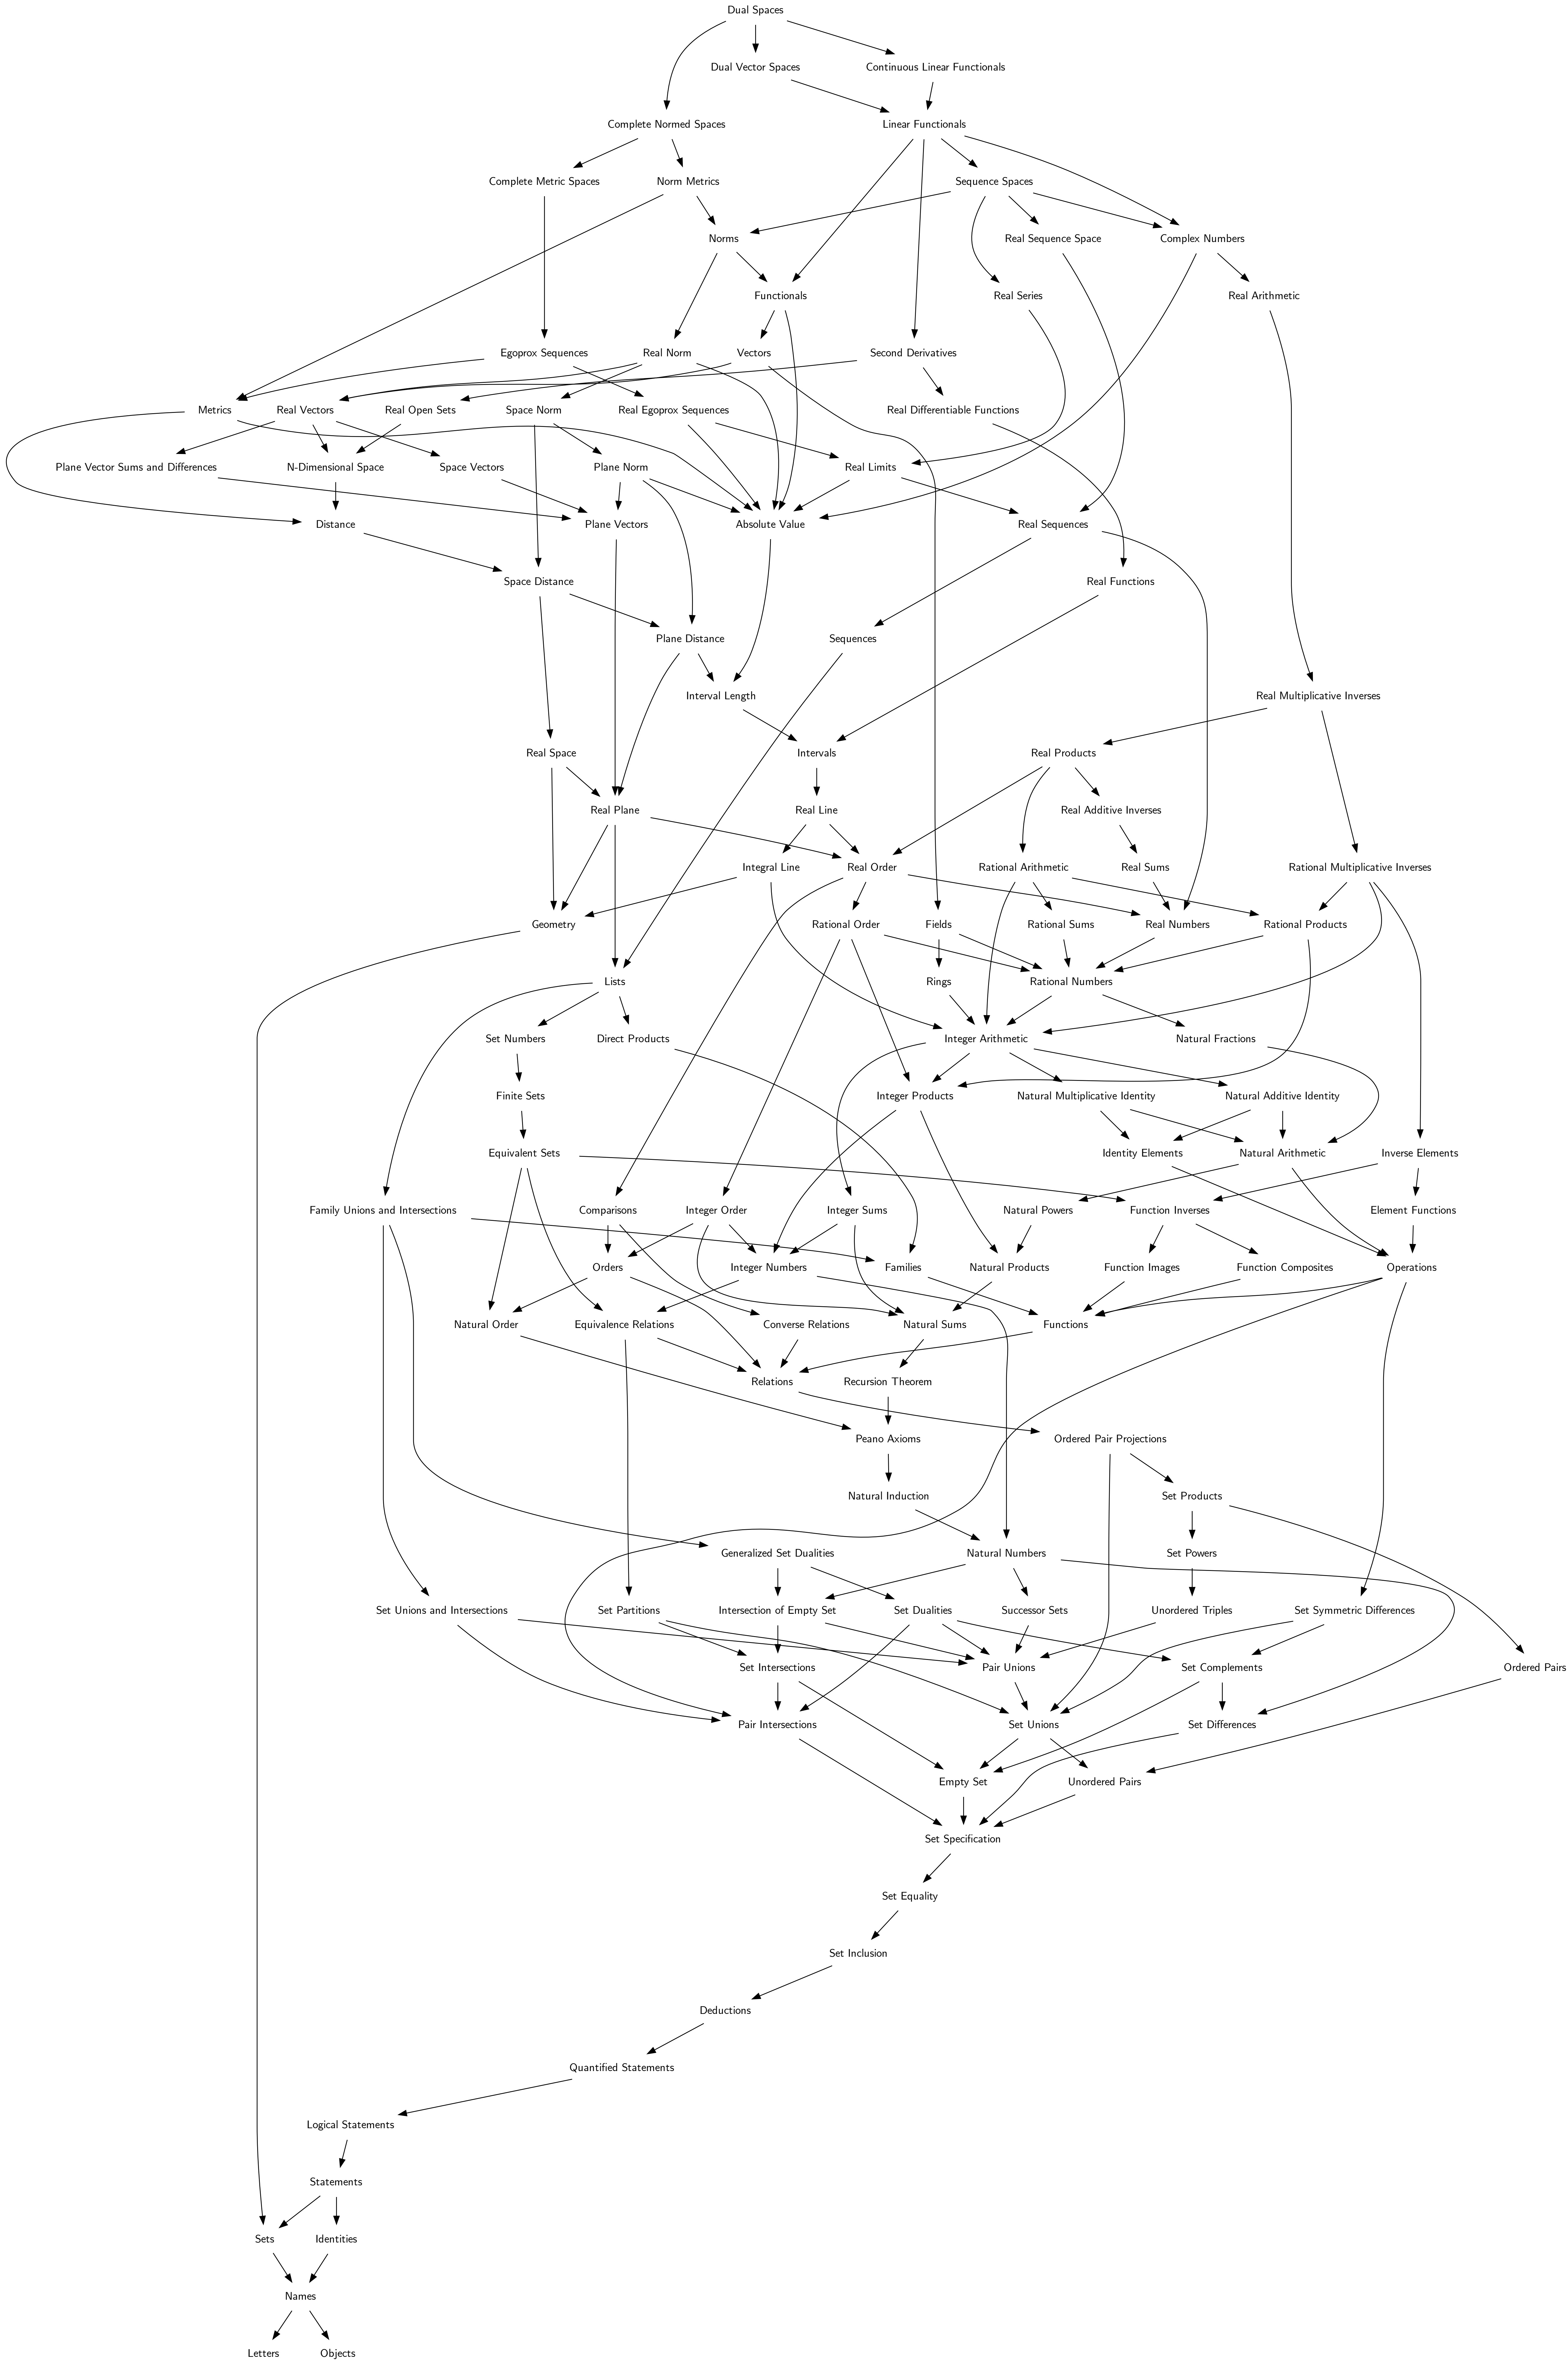 Dual Spaces
Dual Vector Spaces
Continuous Linear Functionals
Complete Normed Spaces
Linear Functionals
Complete Metric Spaces
Norm Metrics
Sequence Spaces
Norms
Real Sequence Space
Complex Numbers
Functionals
Real Series
Real Arithmetic
Egoprox Sequences
Real Norm
Vectors
Second Derivatives
Metrics
Real Vectors
Real Open Sets
Space Norm
Real Egoprox Sequences
Real Differentiable Functions
Plane Vector Sums and Differences
N-Dimensional Space
Space Vectors
Plane Norm
Real Limits
Distance
Plane Vectors
Absolute Value
Real Sequences
Space Distance
Real Functions
Plane Distance
Sequences
Interval Length
Real Multiplicative Inverses
Real Space
Intervals
Real Products
Real Plane
Real Line
Real Additive Inverses
Integral Line
Real Order
Rational Arithmetic
Real Sums
Rational Multiplicative Inverses
Geometry
Rational Order
Fields
Rational Sums
Real Numbers
Rational Products
Lists
Rings
Rational Numbers
Set Numbers
Direct Products
Integer Arithmetic
Natural Fractions
Finite Sets
Integer Products
Natural Multiplicative Identity
Natural Additive Identity
Equivalent Sets
Identity Elements
Natural Arithmetic
Inverse Elements
Family Unions and Intersections
Comparisons
Integer Order
Integer Sums
Natural Powers
Function Inverses
Element Functions
Orders
Integer Numbers
Families
Natural Products
Function Images
Function Composites
Operations
Natural Order
Equivalence Relations
Converse Relations
Natural Sums
Functions
Relations
Recursion Theorem
Peano Axioms
Ordered Pair Projections
Natural Induction
Set Products
Generalized Set Dualities
Natural Numbers
Set Powers
Set Unions and Intersections
Set Partitions
Intersection of Empty Set
Set Dualities
Successor Sets
Unordered Triples
Set Symmetric Differences
Set Intersections
Pair Unions
Set Complements
Ordered Pairs
Pair Intersections
Set Unions
Set Differences
Empty Set
Unordered Pairs
Set Specification
Set Equality
Set Inclusion
Deductions
Quantified Statements
Logical Statements
Statements
Sets
Identities
Names
Letters
Objects